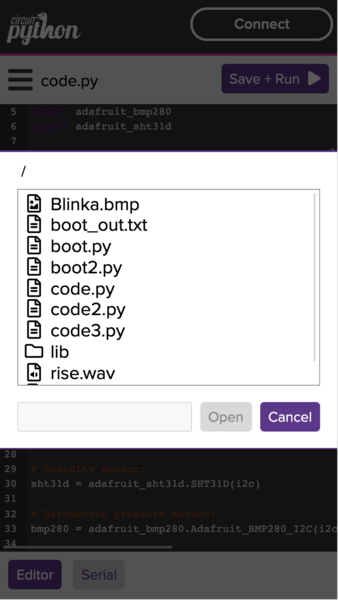 circuit
python
Connect
code.py
Save + Run
5 import adafruit_bmp280
6 import adafruit_sht31d
7
/
Blinka.bmp
boot_out.txt
boot.py
boot2.py
code.py
code2.py
code3.py
lib
rise.wav
Open
Cancel
28
29 # Humidity sensor:
30 sht31d = adafruit_sht31d.SHT31D(i2c)
31
32 # Barometric pressure sensor:
33 bmp280 = adafruit_bmp280.Adafruit_BMP280_I2C(i2c
34
Editor
Serial